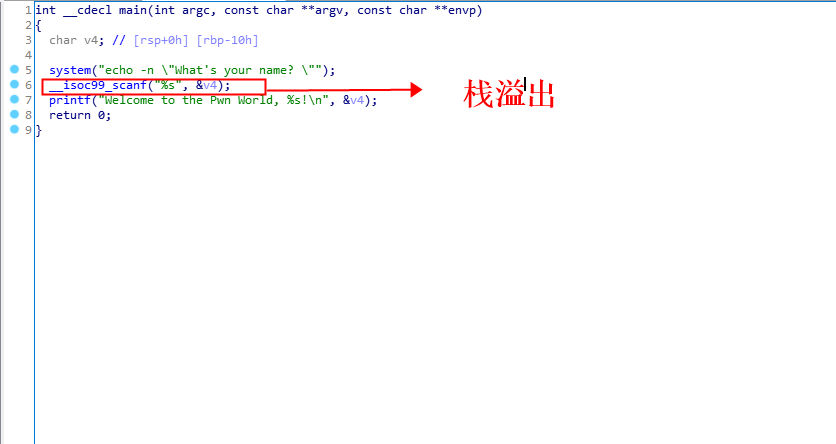 1 int __cdecl main(int argc, const char **argv, const char **envp)
2 {
3 char v4; // [rsp+0h] [rbp-10h]
4
5 system("echo -n \"What's your name? \"");
6 __isoc99_scanf("%s", &v4); 栈溢出
7 printf("Welcome to the Pwn World, %s!\n", &v4);
8 return 0;
9 }